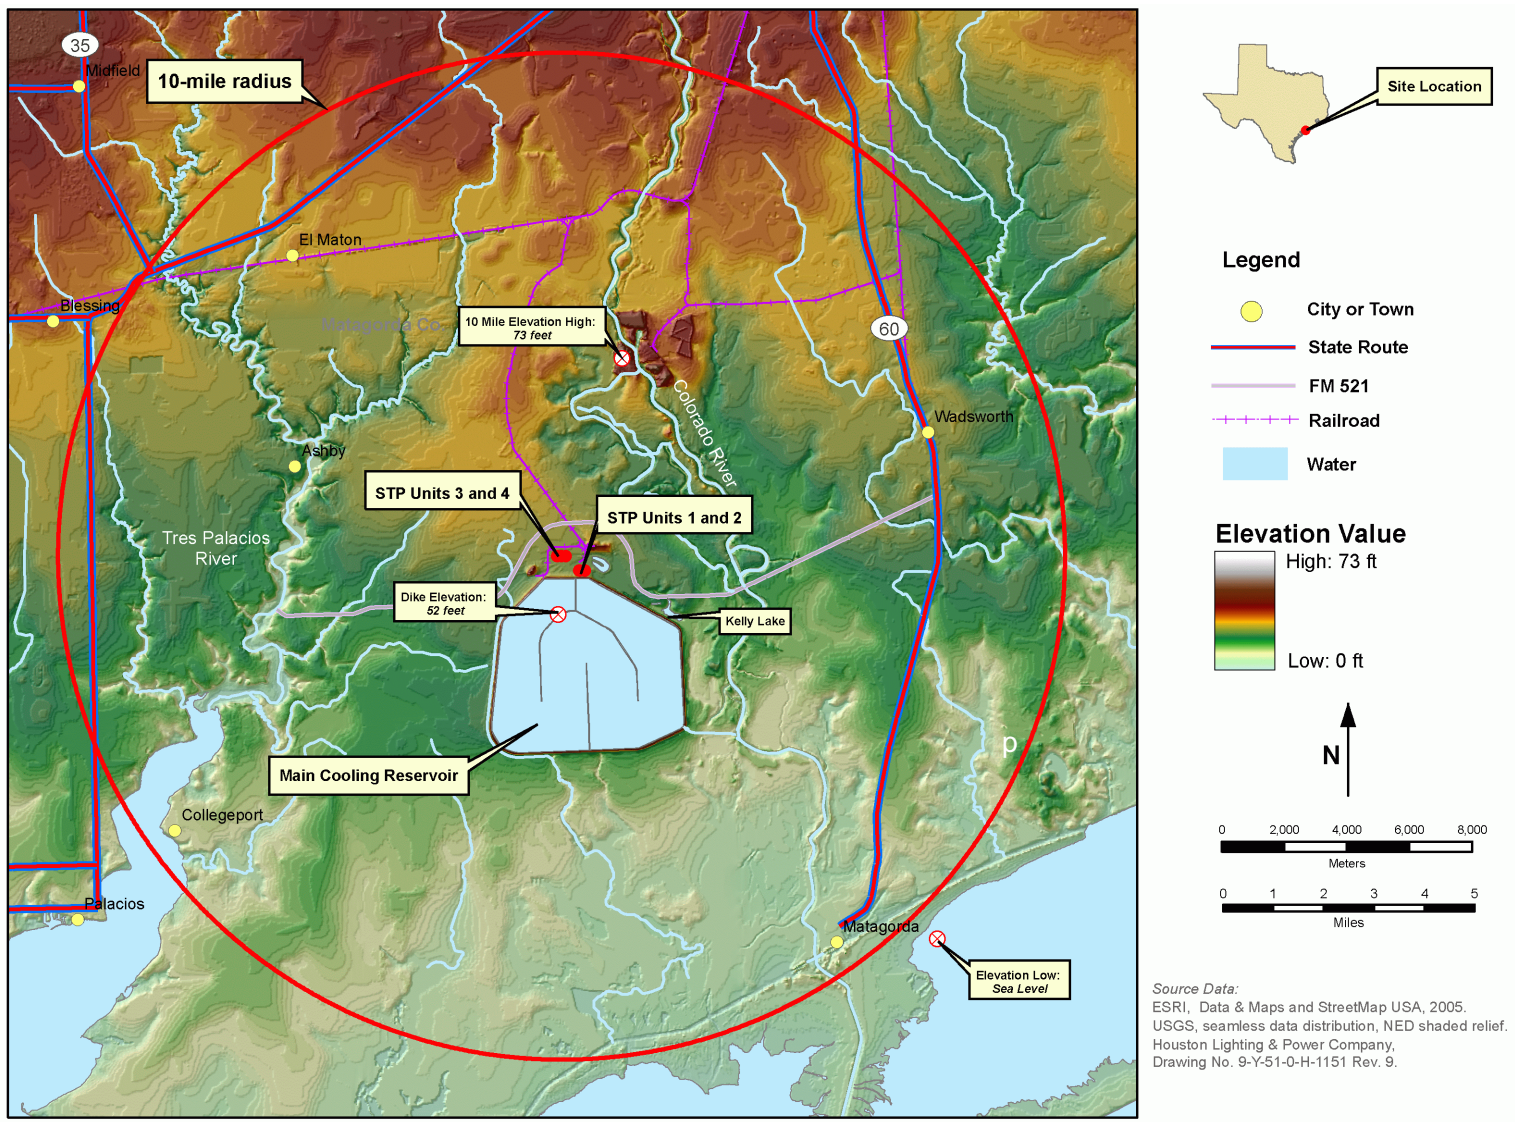 35
Midfield
10-mile radius
El Maton
Blessing
Matagorda Co.
10 Mile Elevation High:
73 feet
60
Colorado River
Wadsworth
Ashby
STP Units 3 and 4
STP Units 1 and 2
Tres Palacios
River
Dike Elevation:
52 feet
Kelly Lake
Main Cooling Reservoir
p
Collegeport
Palacios
Matagorda
Elevation Low:
Sea Level
Site Location
Legend
City or Town
State Route
FM 521
Railroad
Water
Elevation Value
High: 73 ft
Low: 0 ft
N
0 2,000 4,000 6,000 8,000
Meters
0 1 2 3 4 5
Miles
Source Data:
ESRI, Data & Maps and StreetMap USA, 2005.
USGS, seamless data distribution, NED shaded relief.
Houston Lighting & Power Company,
Drawing No. 9-Y-51-0-H-1151 Rev. 9.